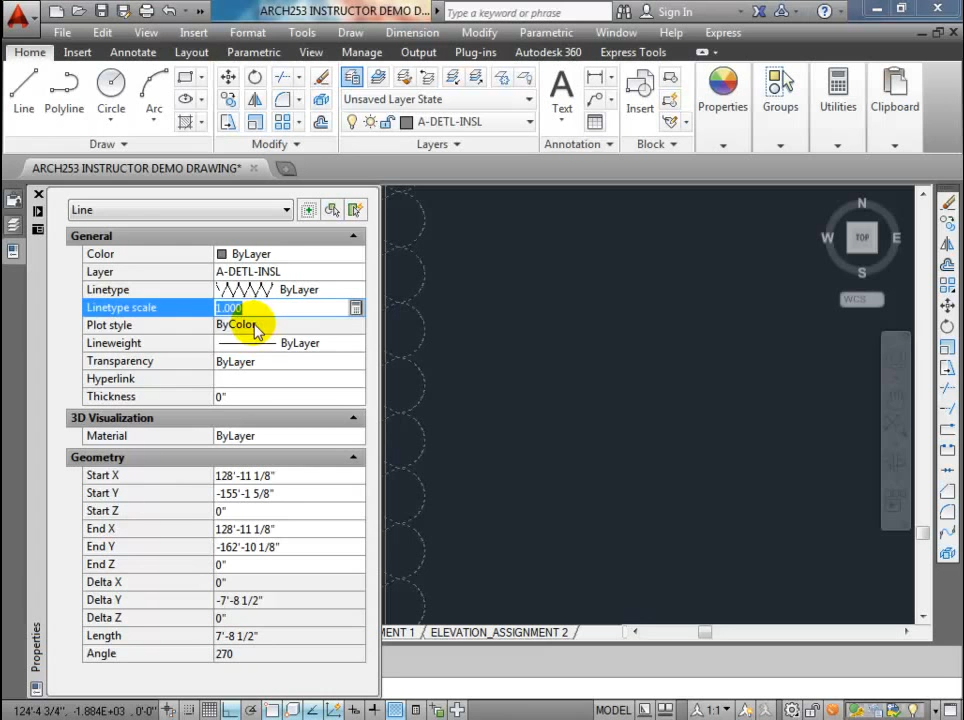 ARCH253 INSTRUCTOR DEMO D...
Type a keyword or phrase
Sign In
File Edit View Insert Format Tools Draw Dimension Modify Parametric Window Help Express
Home Insert Annotate Layout Parametric View Manage Output Plug-ins Autodesk 360 Express Tools
Unsaved Layer State
A-DETL-INSL
Line Polyline Circle Arc Text Insert Properties Groups Utilities Clipboard
Draw Modify Layers Annotation Block
ARCH253 INSTRUCTOR DEMO DRAWING*
Line
General
Color ByLayer
Layer A-DETL-INSL
Linetype ByLayer
Linetype scale 1.000
Plot style ByColor
Lineweight ByLayer
Transparency ByLayer
Hyperlink
Thickness 0"
3D Visualization
Material ByLayer
Geometry
Start X 128'-11 1/8"
Start Y -155'-1 5/8"
Start Z 0"
End X 128'-11 1/8"
End Y -162'-10 1/8"
End Z 0"
Delta X 0"
Delta Y -7'-8 1/2"
Delta Z 0"
Length 7'-8 1/2"
Angle 270
Properties
N
W TOP E
S
WCS
MENT 1 ELEVATION_ASSIGNMENT 2
124'-4 3/4", -1.884E+03 , 0'-0" MODEL 1:1